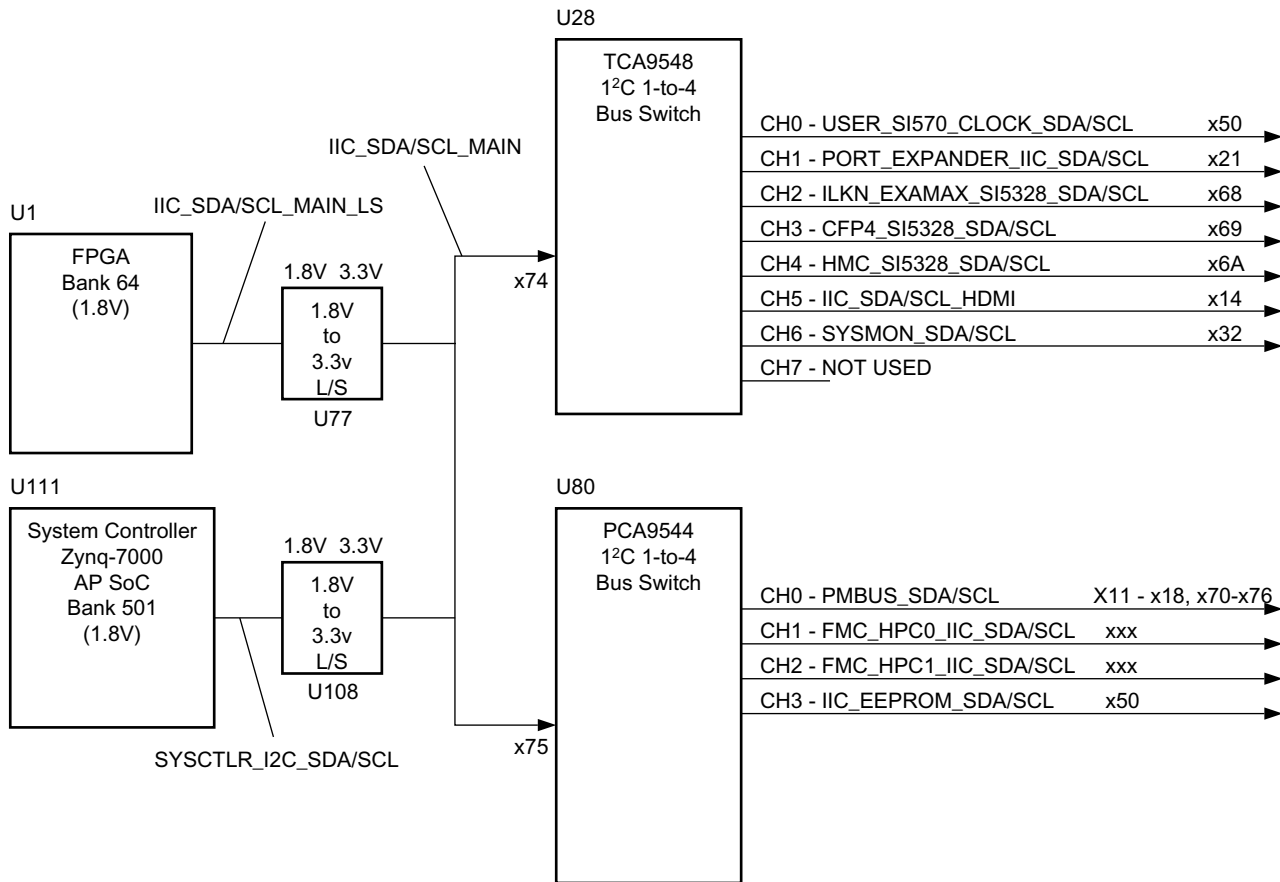 U28
TCA9548
1²C 1-to-4
Bus Switch
CH0 - USER_SI570_CLOCK_SDA/SCL x50
CH1 - PORT_EXPANDER_IIC_SDA/SCL x21
CH2 - ILKN_EXAMAX_SI5328_SDA/SCL x68
CH3 - CFP4_SI5328_SDA/SCL x69
CH4 - HMC_SI5328_SDA/SCL x6A
CH5 - IIC_SDA/SCL_HDMI x14
CH6 - SYSMON_SDA/SCL x32
CH7 - NOT USED
IIC_SDA/SCL_MAIN
IIC_SDA/SCL_MAIN_LS
x74
U1
FPGA
Bank 64
(1.8V)
1.8V 3.3V
1.8V
to
3.3v
L/S
U77
U111
System Controller
Zynq-7000
AP SoC
Bank 501
(1.8V)
1.8V 3.3V
1.8V
to
3.3v
L/S
U108
SYSCTLR_I2C_SDA/SCL
x75
U80
PCA9544
1²C 1-to-4
Bus Switch
CH0 - PMBUS_SDA/SCL X11 - x18, x70-x76
CH1 - FMC_HPC0_IIC_SDA/SCL xxx
CH2 - FMC_HPC1_IIC_SDA/SCL xxx
CH3 - IIC_EEPROM_SDA/SCL x50